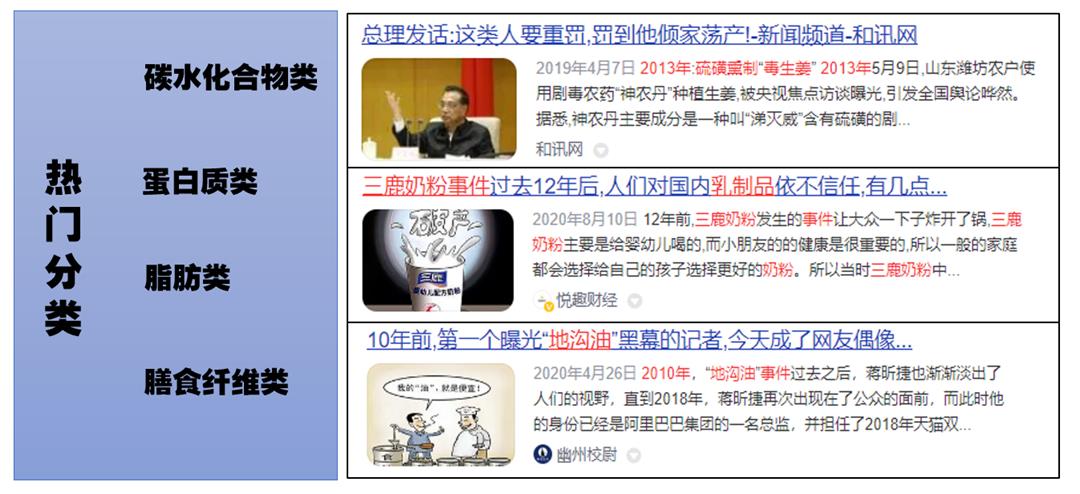 热门分类
碳水化合物类
蛋白质类
脂肪类
膳食纤维类
总理发话:这类人要重罚,罚到他倾家荡产!-新闻频道-和讯网
2019年4月7日 2013年:硫磺熏制“毒生姜” 2013年5月9日,山东潍坊农户使
用剧毒农药“神农丹”种植生姜,被央视焦点访谈曝光,引发全国舆论哗然。
据悉,神农丹主要成分是一种叫“涕灭威”含有硫磺的剧...
和讯网
三鹿奶粉事件过去12年后,人们对国内乳制品依不信任,有几点...
石破产
三鹿
婴幼儿配方奶粉
2020年8月10日 12年前,三鹿奶粉发生的事件让大众一下子炸开了锅,三鹿
奶粉主要是给婴幼儿喝的,而小朋友的的健康是很重要的,所以一般的家庭
都会选择给自己的孩子选择更好的奶粉。所以当时三鹿奶粉中...
悦趣财经
10年前,第一个曝光“地沟油”黑幕的记者,今天成了网友偶像...
我的“油”，就是便宜！
食
2020年4月26日 2010年，“地沟油”事件过去之后，蒋昕捷也渐渐淡出了
人们的视野，直到2018年，蒋昕捷再次出现在了公众的面前，而此时他
的身份已经是阿里巴巴集团的一名总监，并担任了2018年天猫双...
幽州校尉